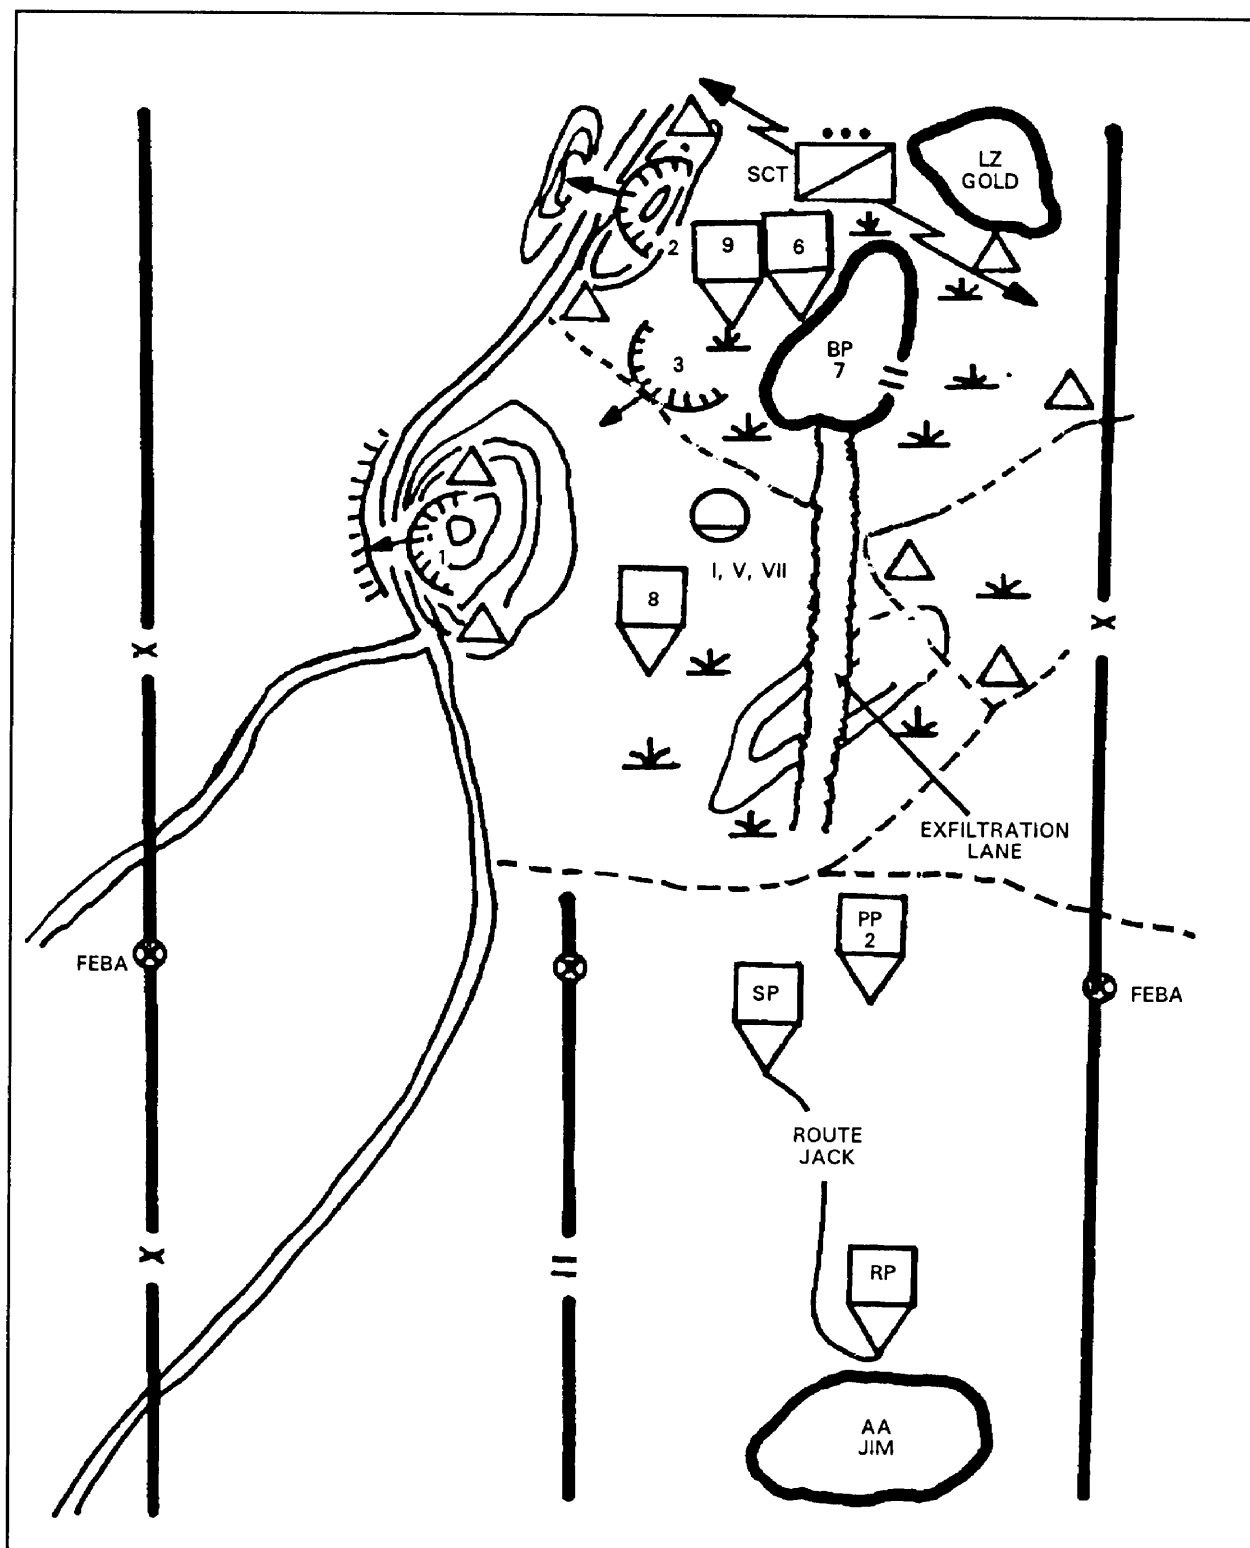 SCT
LZ
GOLD
2
9
6
BP
7
3
1
I, V, VII
8
X
X
EXFILTRATION
LANE
PP
2
FEBA
SP
FEBA
ROUTE
JACK
X
RP
AA
JIM